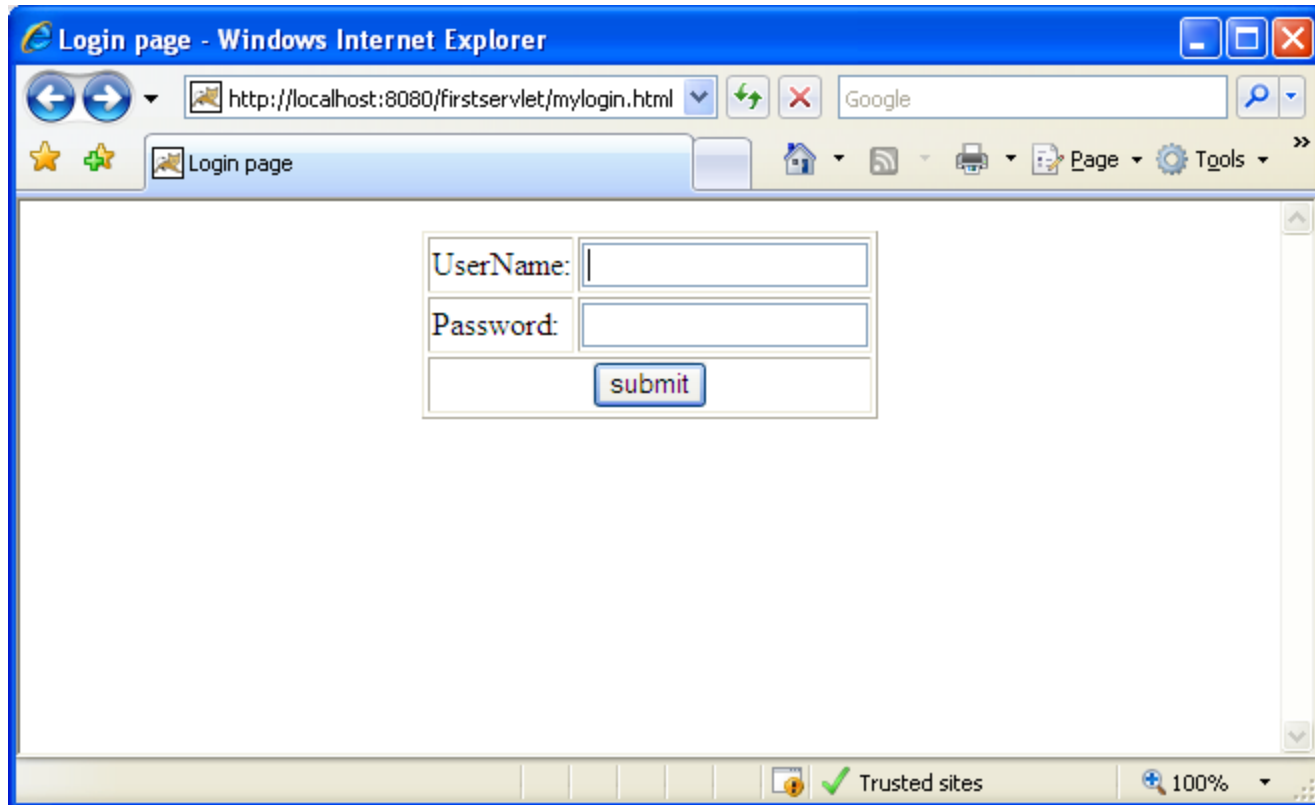 Login page - Windows Internet Explorer
http://localhost:8080/firstservlet/mylogin.html
Google
Login page
Page
Tools
»
UserName:
Password:
submit
Trusted sites
100%